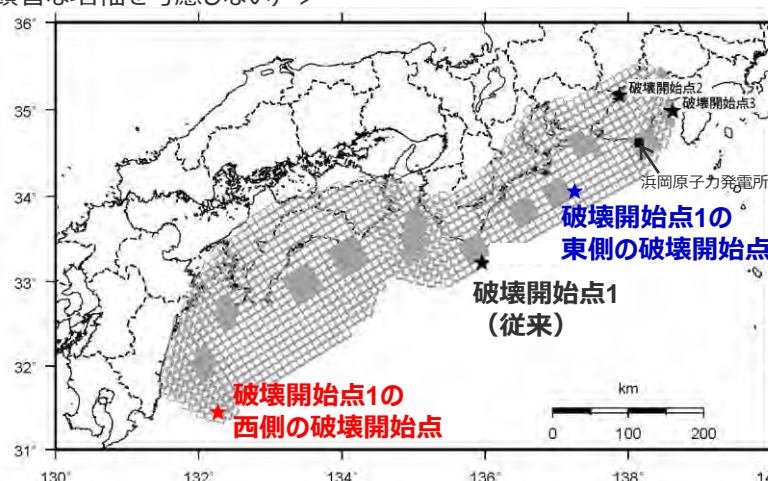 36°
35°
34°
33°
32°
31°
130°
132°
134°
136°
138°
破壊開始点2
破壊開始点3
浜岡原子力発電所
破壊開始点1の
東側の破壊開始点
破壊開始点1
（従来）
破壊開始点1の
西側の破壊開始点
km
0 100 200